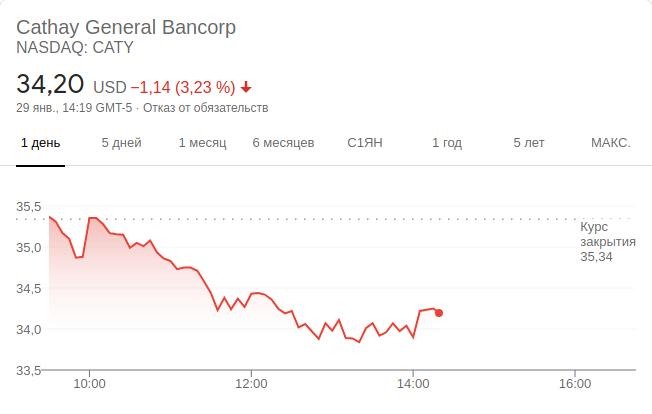 Cathay General Bancorp
NASDAQ: CATY
34,20 USD −1,14 (3,23 %)
29 янв., 14:19 GMT-5 · Отказ от обязательств
1 день 5 дней 1 месяц 6 месяцев С1ЯН 1 год 5 лет МАКС.
35,5
Курс
закрытия
35,34
35,0
34,5
34,0
33,5
10:00 12:00 14:00 16:00